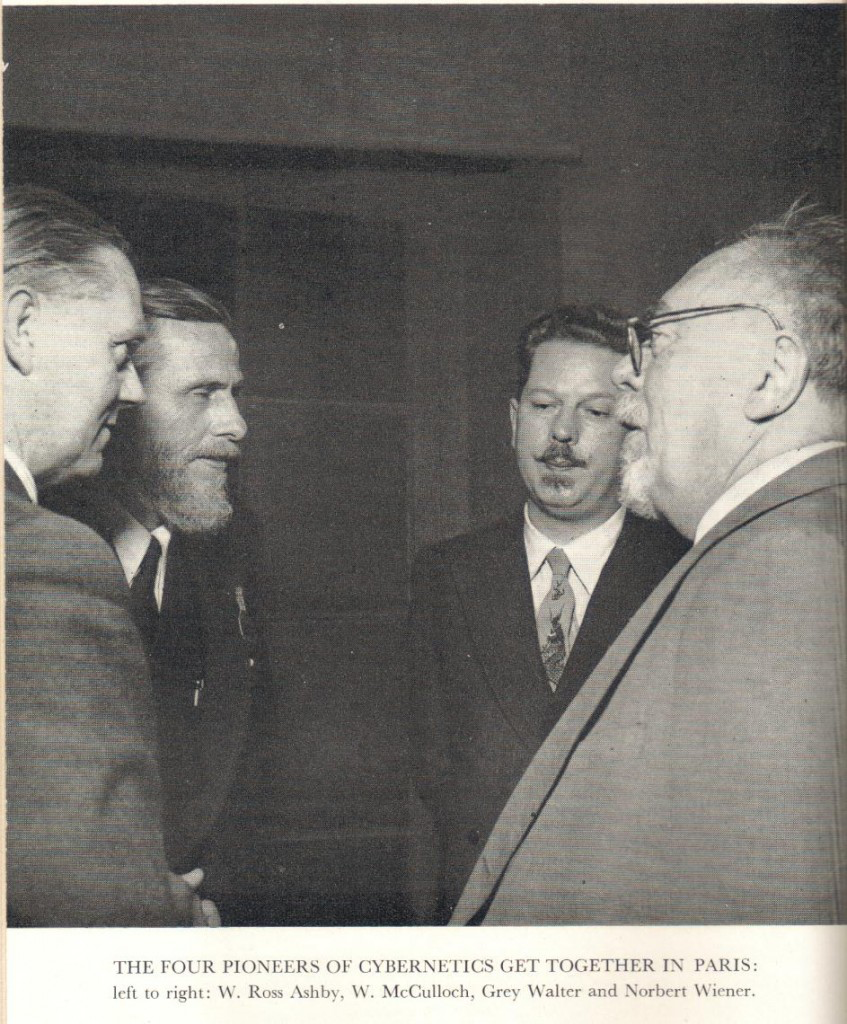 THE FOUR PIONEERS OF CYBERNETICS GET TOGETHER IN PARIS:
left to right: W. Ross Ashby, W. McCulloch, Grey Walter and Norbert Wiener.